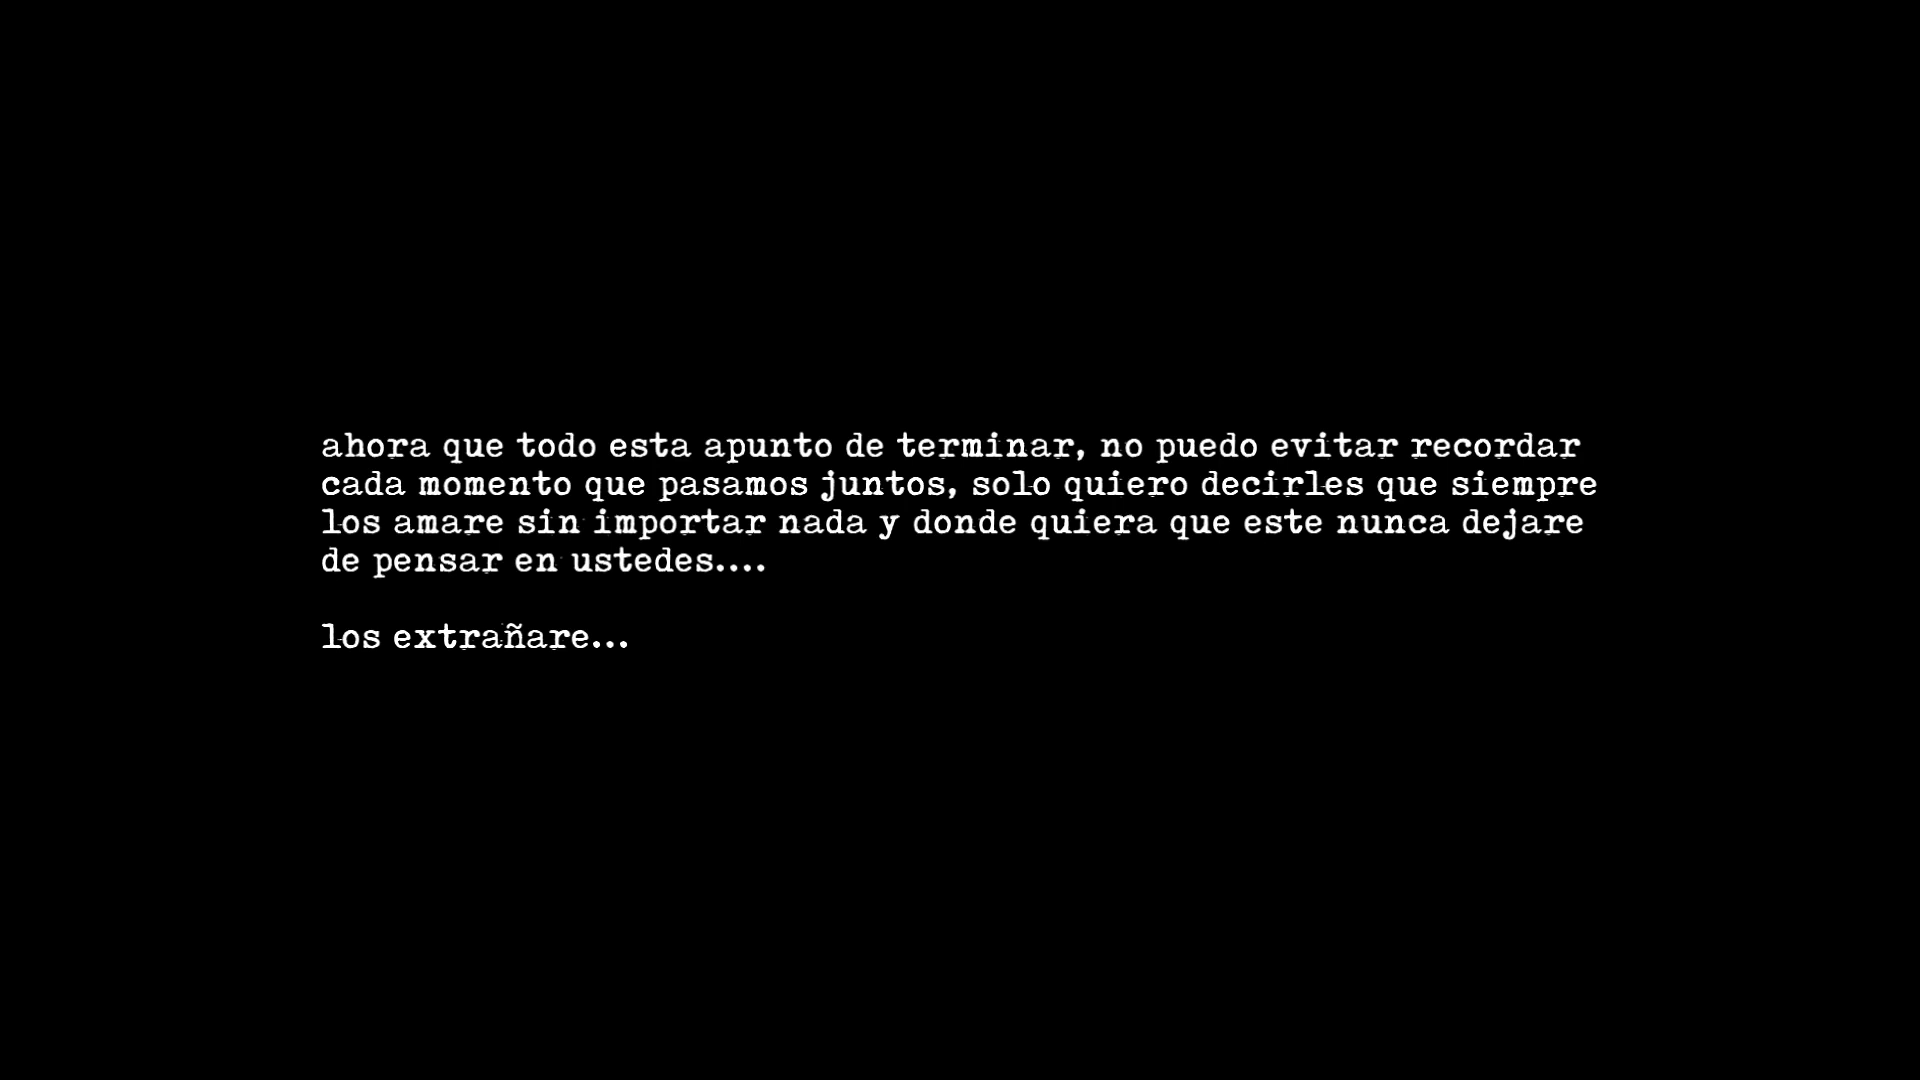 ahora que todo esta apunto de terminar, no puedo evitar recordar
cada momento que pasamos juntos, solo quiero decirles que siempre
los amare sin importar nada y donde quiera que este nunca dejare
de pensar en ustedes....
los extrañare...